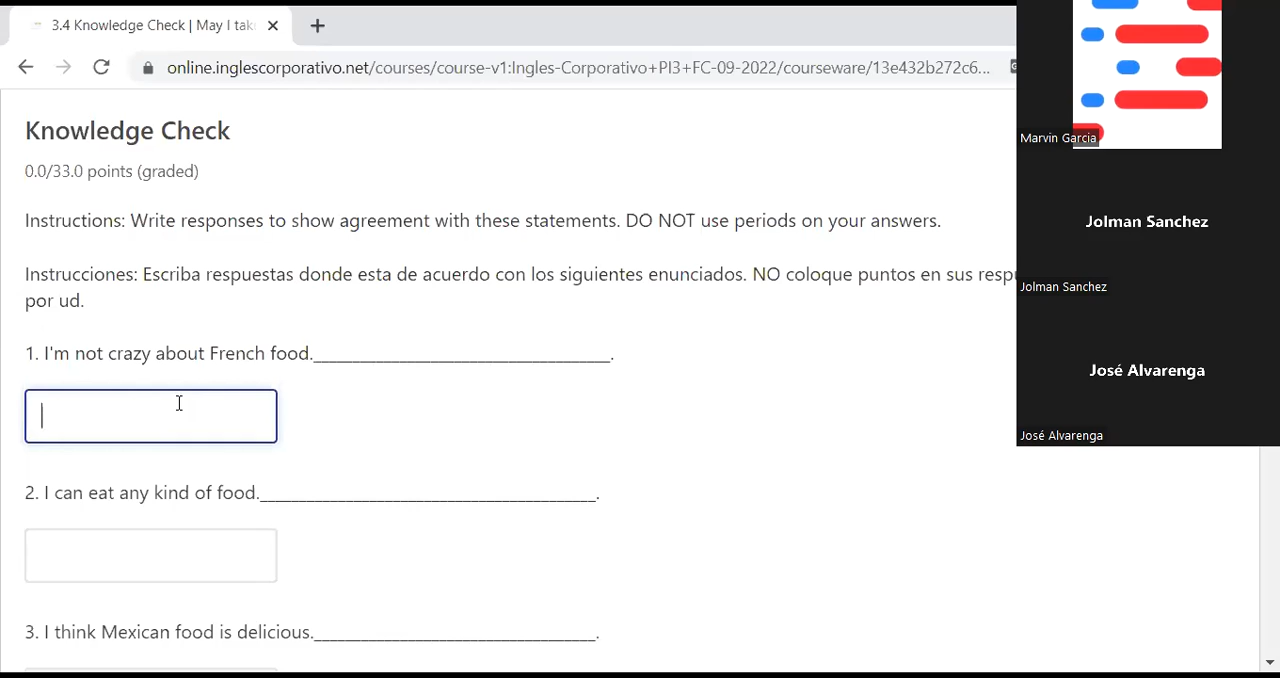 3.4 Knowledge Check | May I tak
online.inglescorporativo.net/courses/course-v1:Ingles-Corporativo+PI3+FC-09-2022/courseware/13e432b272c6...
Knowledge Check
0.0/33.0 points (graded)
Instructions: Write responses to show agreement with these statements. DO NOT use periods on your answers.
Instrucciones: Escriba respuestas donde esta de acuerdo con los siguientes enunciados. NO coloque puntos en sus resp
por ud.
1. I'm not crazy about French food.________________________________.
2. I can eat any kind of food.____________________________________.
3. I think Mexican food is delicious.______________________________.
Marvin Garcia
Jolman Sanchez
Jolman Sanchez
José Alvarenga
José Alvarenga